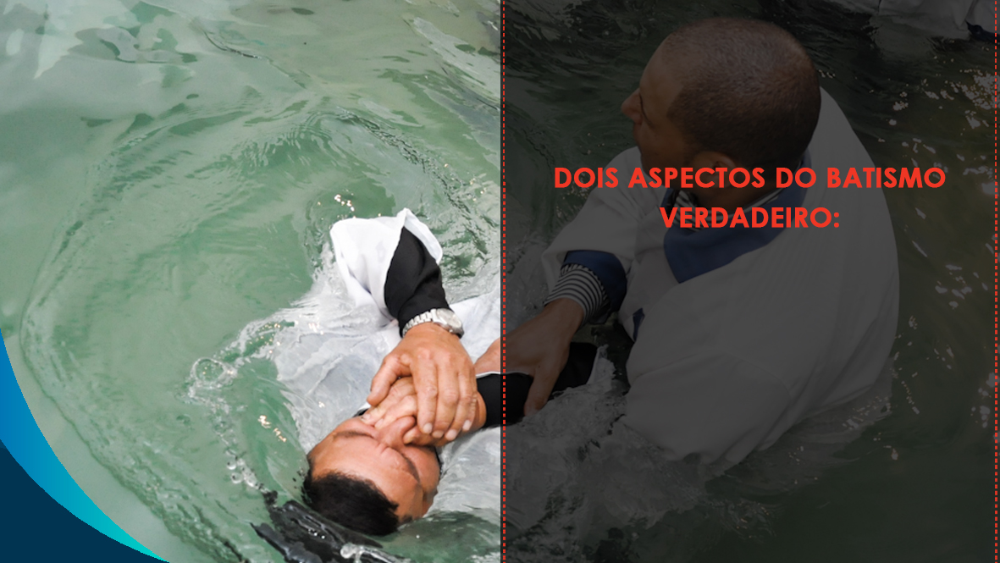 DOIS ASPECTOS DO BATISMO
VERDADEIRO: